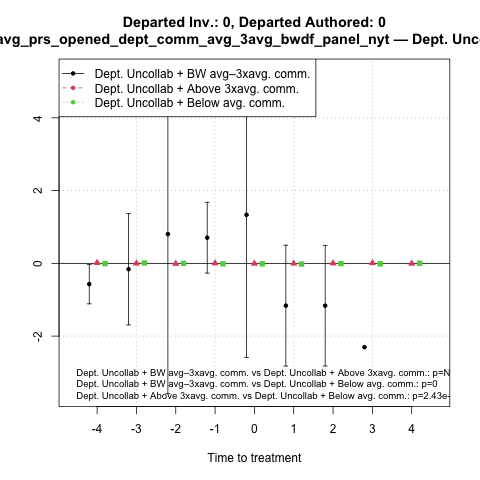 Departed Inv.: 0, Departed Authored: 0
avg_prs_opened_dept_comm_avg_3avg_bwdf_panel_nyt — Dept. Unco
Dept. Uncollab + BW avg–3xavg. comm.
Dept. Uncollab + Above 3xavg. comm.
Dept. Uncollab + Below avg. comm.
4
2
0
-2
Dept. Uncollab + BW avg–3xavg. comm. vs Dept. Uncollab + Above 3xavg. comm.: p=N
Dept. Uncollab + BW avg–3xavg. comm. vs Dept. Uncollab + Below avg. comm.: p=0
Dept. Uncollab + Above 3xavg. comm. vs Dept. Uncollab + Below avg. comm.: p=2.43e-
-4 -3 -2 -1 0 1 2 3 4
Time to treatment